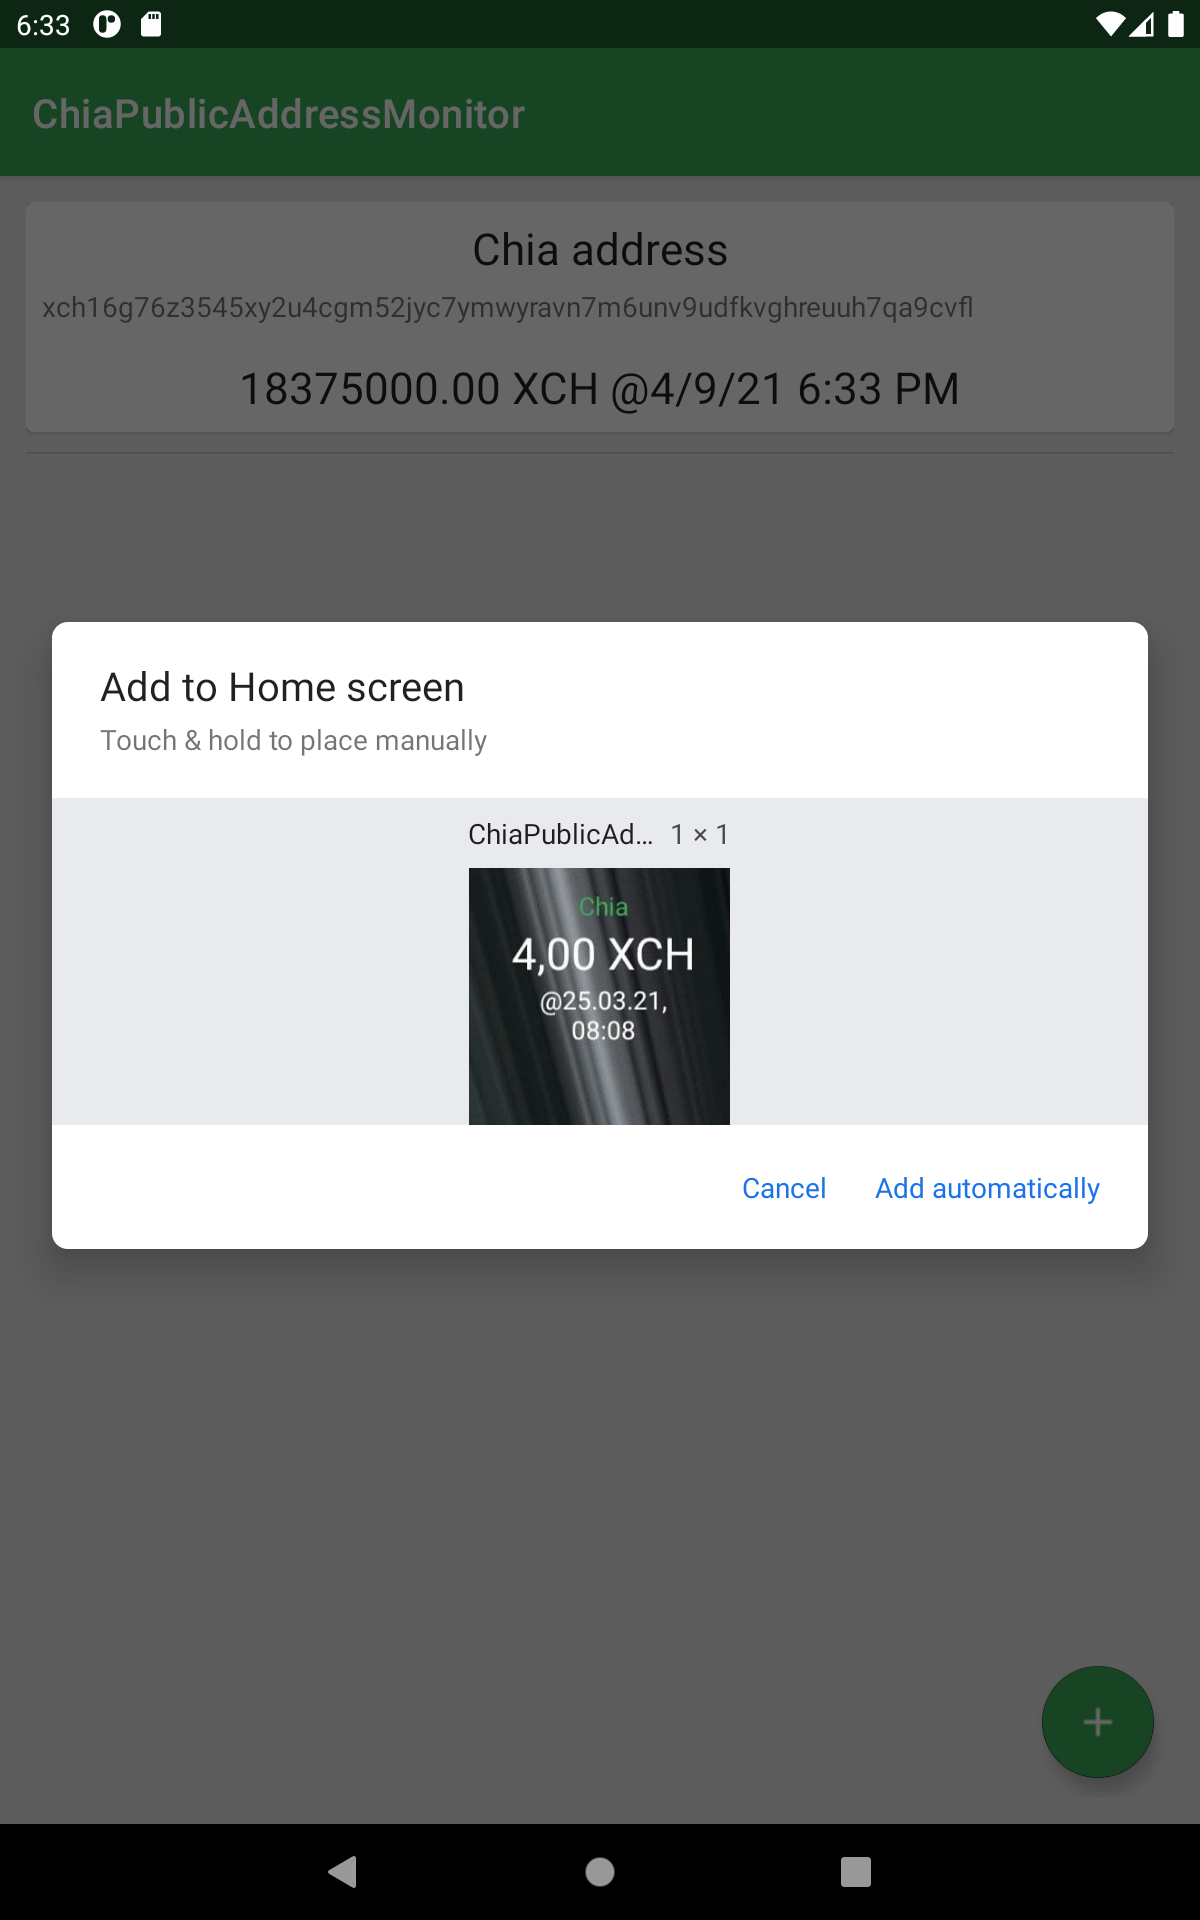 6:33
ChiaPublicAddressMonitor
Chia address
xch16g76z3545xy2u4cgm52jyc7ymwyravn7m6unv9udfkvghreuuh7qa9cvfl
18375000.00 XCH @4/9/21 6:33 PM
Add to Home screen
Touch & hold to place manually
ChiaPublicAd... 1 × 1
Chia
4,00 XCH
@25.03.21,
08:08
Cancel Add automatically